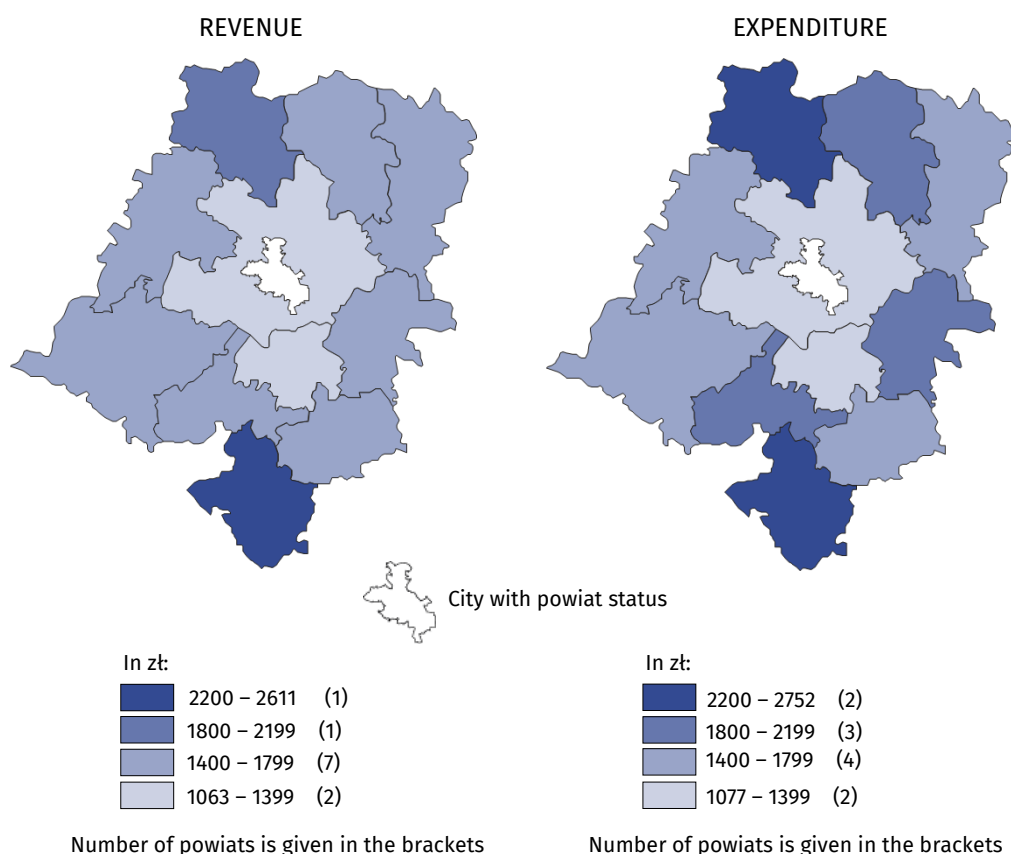 REVENUE
EXPENDITURE
City with powiat status
In zł:
2200 – 2611 (1)
1800 – 2199 (1)
1400 – 1799 (7)
1063 – 1399 (2)
Number of powiats is given in the brackets
In zł:
2200 – 2752 (2)
1800 – 2199 (3)
1400 – 1799 (4)
1077 – 1399 (2)
Number of powiats is given in the brackets